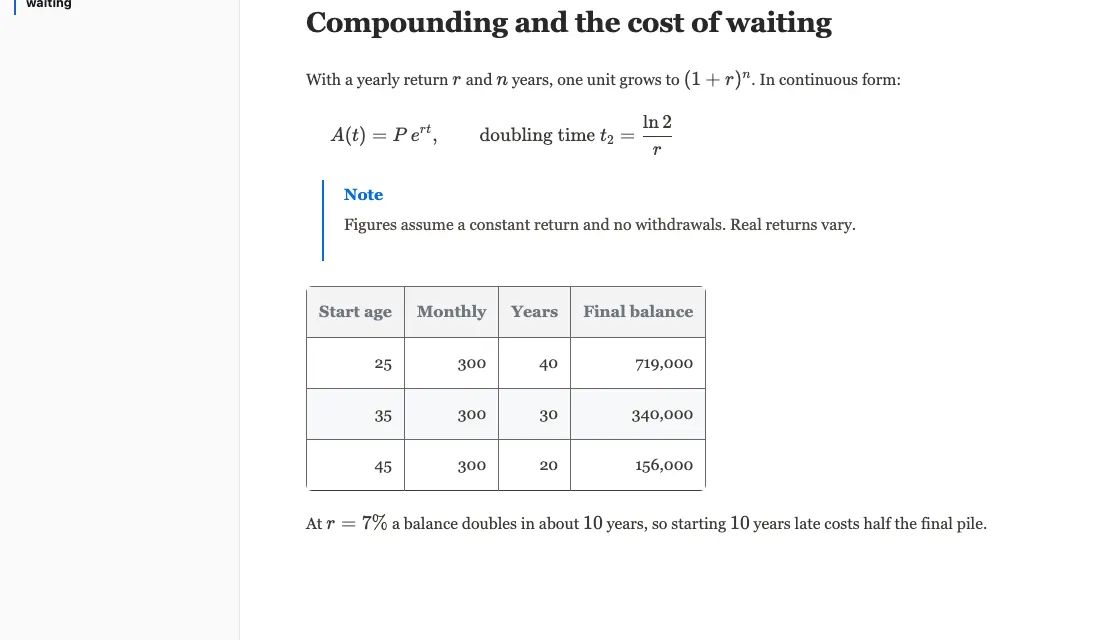 waiting
Compounding and the cost of waiting
With a yearly return r and n years, one unit grows to (1 + r)ⁿ. In continuous form:
A(t) = P eʳᵗ, doubling time t₂ = ln 2 / r
Note
Figures assume a constant return and no withdrawals. Real returns vary.
Start age Monthly Years Final balance
25 300 40 719,000
35 300 30 340,000
45 300 20 156,000
At r = 7% a balance doubles in about 10 years, so starting 10 years late costs half the final pile.